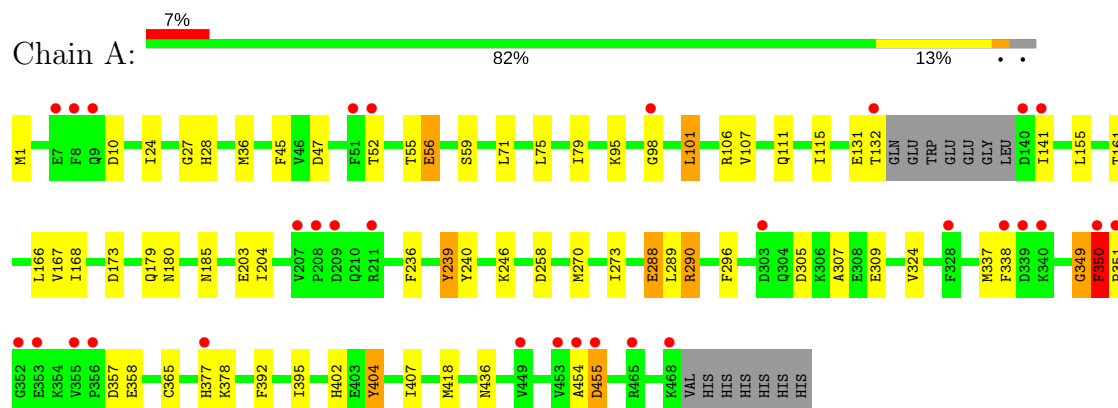 7%
Chain A:
82% 13% • •
M1 E7 F8 Q9 D10 I24 G27 H28 M36 F45 V46 D47 F51 T52 T55 E56 S59 L71 L75 I79 K95 G98 L101 R106 V107 Q111 I115 E131 T132 GLN GLU TRP GLU GLU GLY LEU D140 I141 L155
L166 V167 I168 D173 Q179 N180 N185 E203 I204 V207 P208 D209 Q210 R211 F236 Y239 Y240 K246 D258 M270 I273 E288 L289 R290 F296 D303 Q304 D305 K306 A307 E308 E309 V324 F328 M337 F338 D339 K340 G349 F350
G352 E353 K354 V355 P356 D357 E358 C365 H377 K378 F392 I395 H402 E403 Y404 I407 M418 N436 V449 V453 A454 D455 R465 K468 VAL HIS HIS HIS HIS HIS HIS